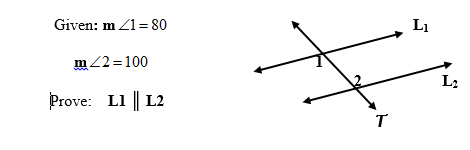 Given: m∠1=80
m∠2=100
Prove: L1 ∥ L2
L1
1
2
L2
T